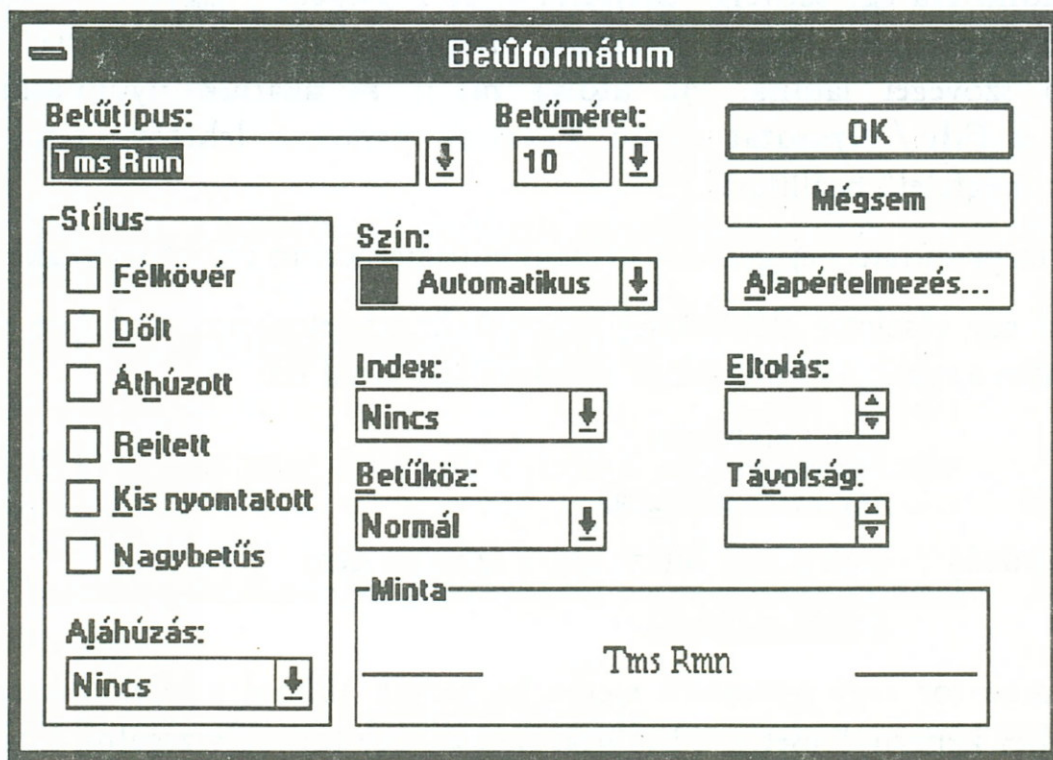 Betûformátum
Betűtípus:
Tms Rmn
Betűméret:
10
OK
Mégsem
Alapértelmezés...
Stílus
Félkövér
Dőlt
Áthúzott
Rejtett
Kis nyomtatott
Nagybetűs
Aláhúzás:
Nincs
Szín:
Automatikus
Index:
Nincs
Eltolás:
Betűköz:
Normál
Távolság:
Minta
Tms Rmn